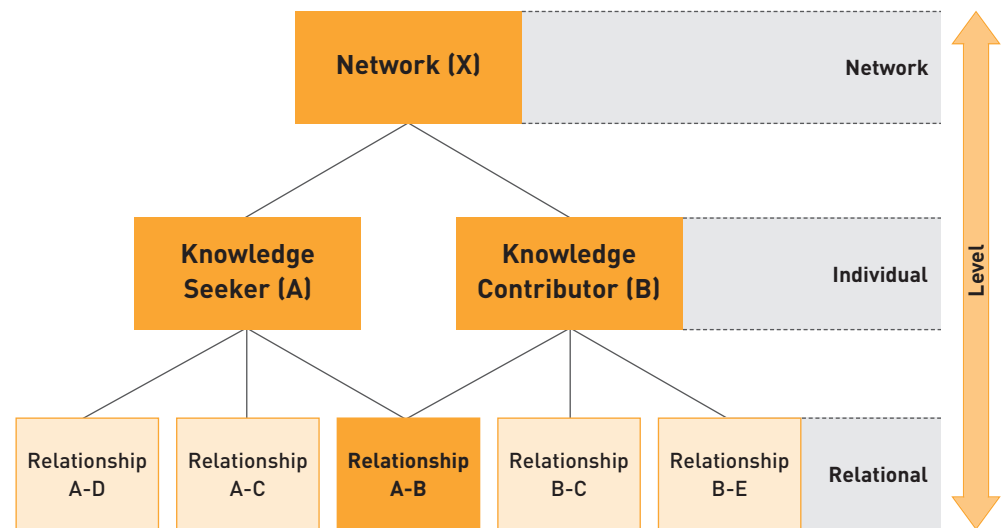 Network (X)
Network
Knowledge
Seeker (A)
Knowledge
Contributor (B)
Individual
Level
Relationship
A-D
Relationship
A-C
Relationship
A-B
Relationship
B-C
Relationship
B-E
Relational